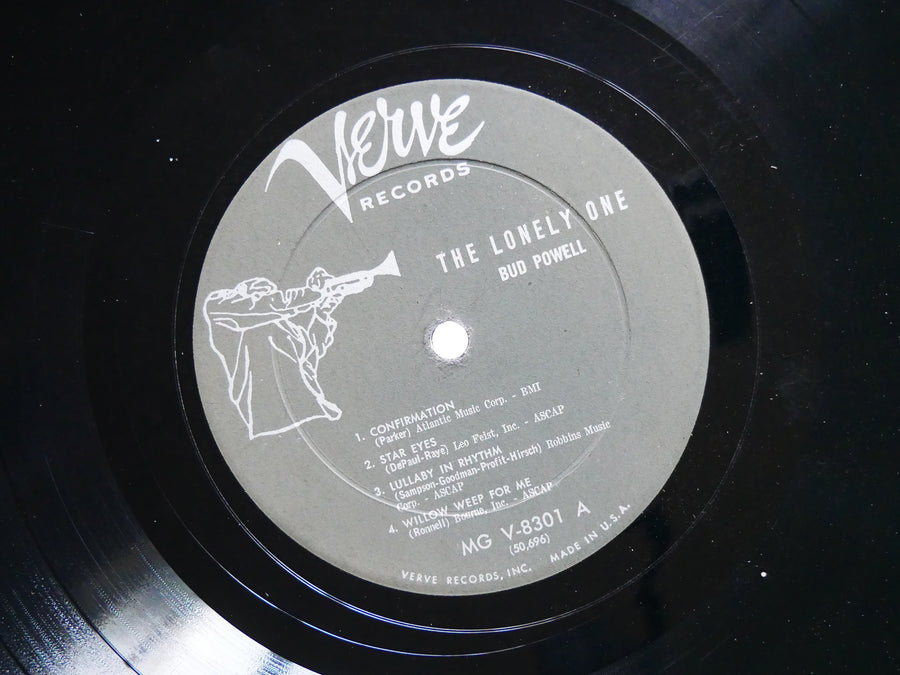 VERVE
RECORDS
THE LONELY ONE
BUD POWELL
1. CONFIRMATION
(Parker) Atlantic Music Corp. - BMI
2. STAR EYES
(DePaul-Raye) Leo Feist, Inc. - ASCAP
3. LULLABY IN RHYTHM
(Sampson-Goodman-Profit-Hirsch) Robbins Music
Corp. - ASCAP
4. WILLOW WEEP FOR ME
(Ronnell) Bourne, Inc. - ASCAP
MG V-8301 A
(50,696)
VERVE RECORDS, INC. MADE IN U.S.A.